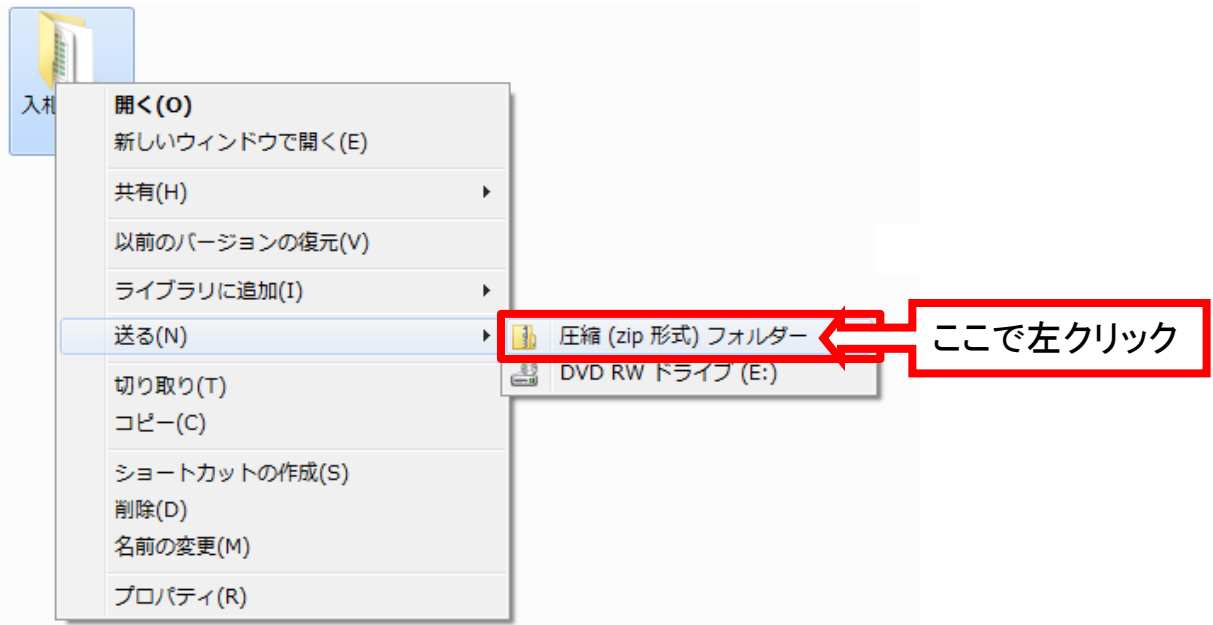 入札
開く(O)
新しいウィンドウで開く(E)
共有(H)
以前のバージョンの復元(V)
ライブラリに追加(I)
送る(N)
圧縮 (zip 形式) フォルダー
ここで左クリック
DVD RW ドライブ (E:)
切り取り(T)
コピー(C)
ショートカットの作成(S)
削除(D)
名前の変更(M)
プロパティ(R)